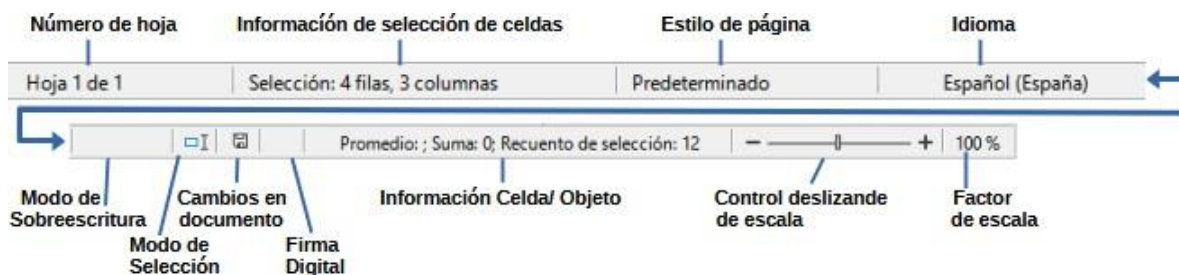 Número de hoja Información de selección de celdas Estilo de página Idioma
Hoja 1 de 1 Selección: 4 filas, 3 columnas Predeterminado Español (España)
Promedio: ; Suma: 0; Recuento de selección: 12 − + 100 %
Modo de Sobreescritura
Cambios en documento
Información Celda/ Objeto
Control deslizande de escala
Factor de escala
Modo de Selección
Firma Digital